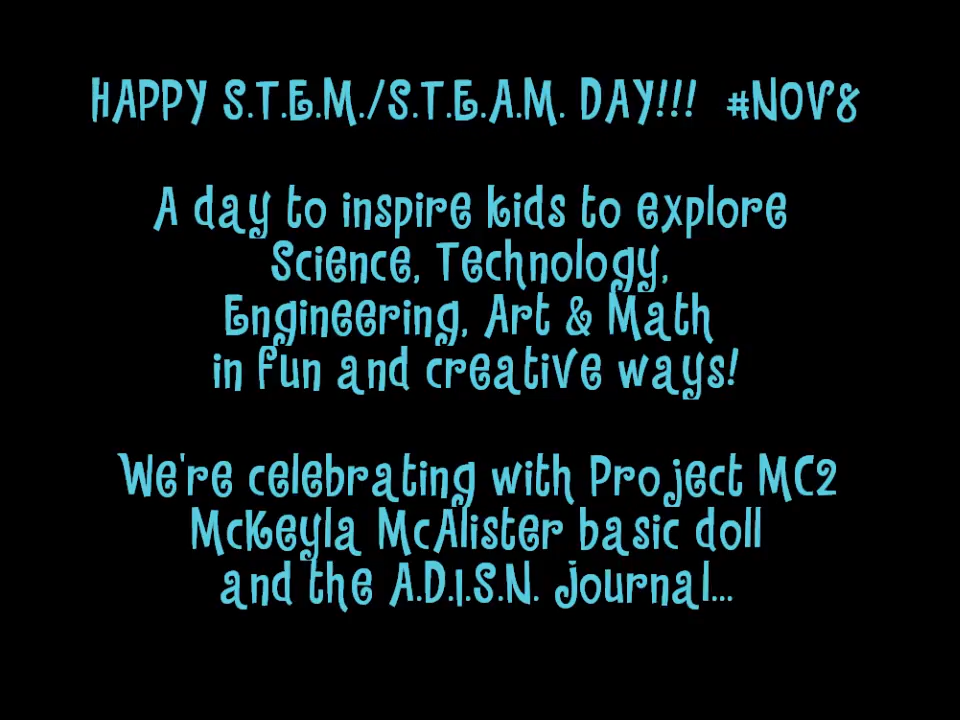 HAPPY S.T.E.M./S.T.E.A.M. DAY!!! #NOV8
A day to inspire kids to explore
Science, Technology,
Engineering, Art & Math
in fun and creative ways!
We're celebrating with Project MC2
McKeyla McAlister basic doll
and the A.D.I.S.N. journal...